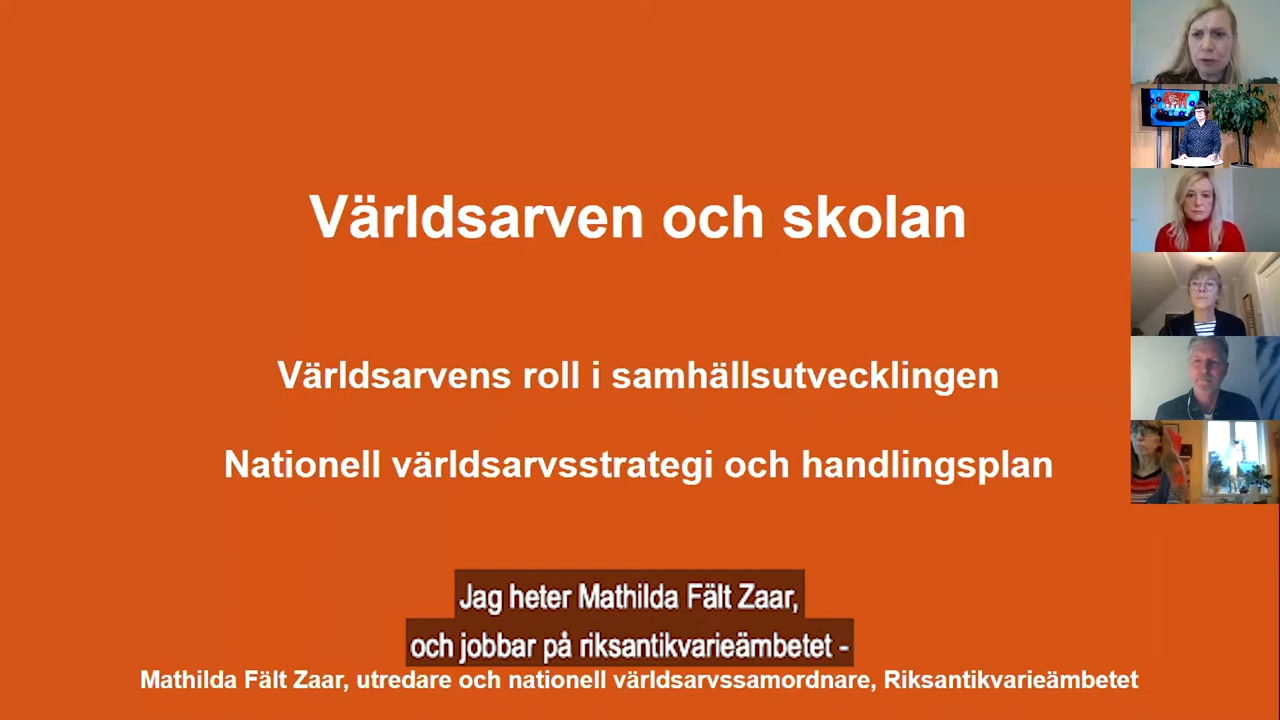 Världsarven och skolan
Världsarvens roll i samhällsutvecklingen
Nationell världsarvsstrategi och handlingsplan
Jag heter Mathilda Fält Zaar,
och jobbar på riksantikvarieämbetet -
Mathilda Fält Zaar, utredare och nationell världsarvssamordnare, Riksantikvarieämbetet